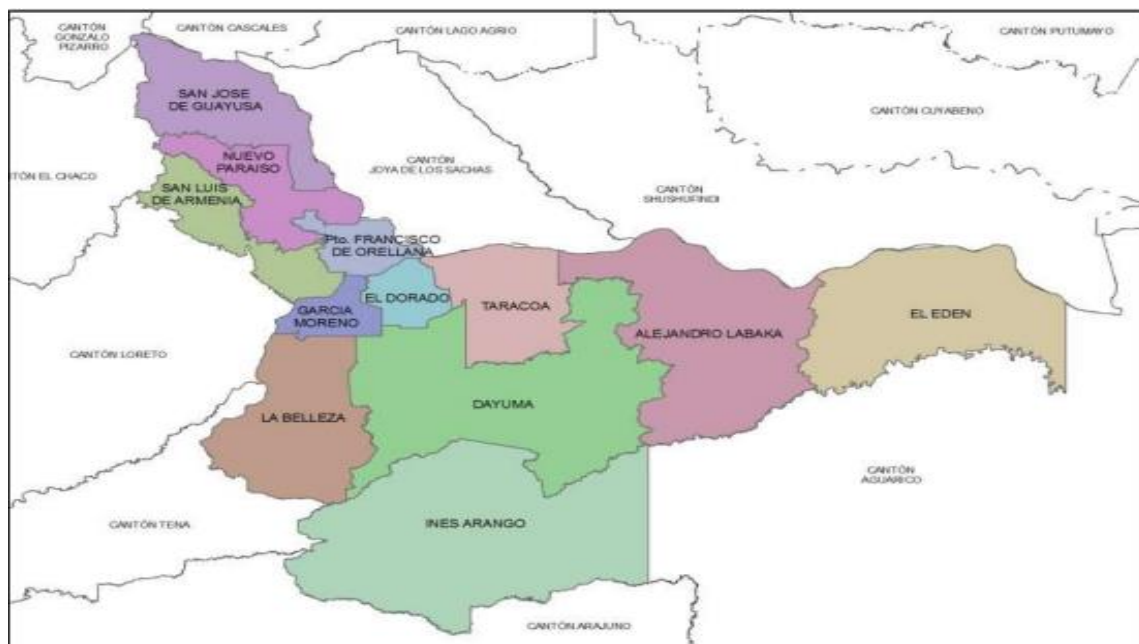 CANTÓN
GONZALO
PIZARRO
CANTÓN CASCALES
CANTÓN LAGO AGRIO
CANTÓN PUTUMAYO
SAN JOSE
DE GUAYUSA
CANTÓN CUYABENO
NUEVO
PARAISO
CANTÓN
JOYA DE LOS SACHAS
NTÓN EL CHACO
SAN LUIS
DE ARMENIA
CANTÓN
SHUSHUFINDI
Pto. FRANCISCO
DE ORELLANA
EL DORADO
TARACOA
GARCIA
MORENO
EL EDEN
ALEJANDRO LABAKA
CANTÓN LORETO
DAYUMA
LA BELLEZA
CANTÓN
AGUARICO
CANTÓN TENA
INES ARANGO
CANTÓN ARAJUNO